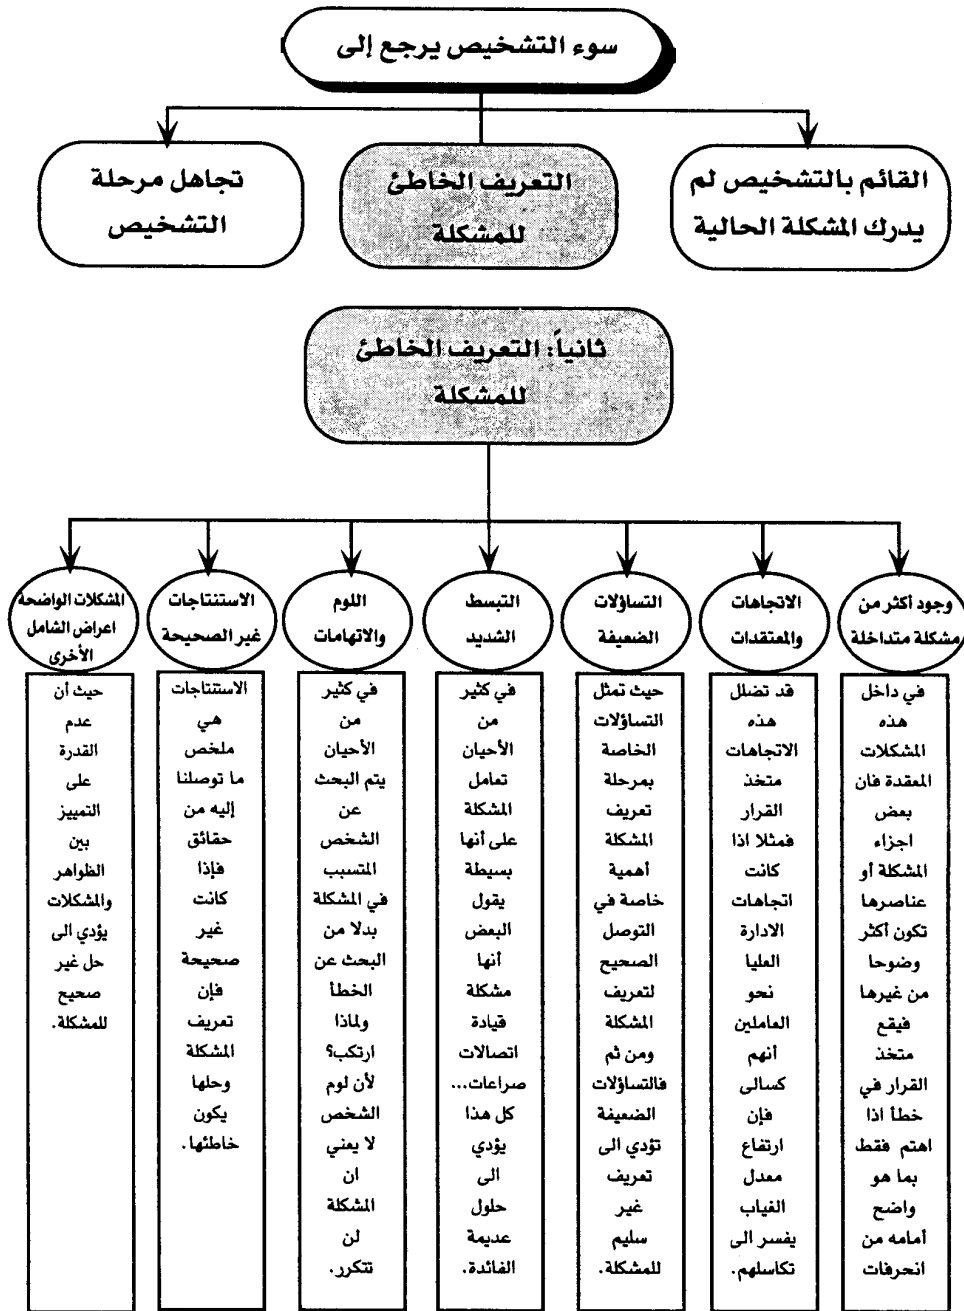 سوء التشخيص يرجع إلى
القائم بالتشخيص لم
يدرك المشكلة الحالية
التعريف الخاطئ
للمشكلة
تجاهل مرحلة
التشخيص
ثانياً: التعريف الخاطئ
للمشكلة
وجود أكثر من
مشكلة متداخلة
في داخل
هذه
المشكلات
المعقدة فان
بعض
اجزاء
المشكلة أو
عناصرها
تكون أكثر
وضوحا
من غيرها
فيقع
متخذ
القرار في
خطأ اذا
اهتم فقط
بما هو
واضح
أمامه من
انحرفات
الاتجاهات
والمعتقدات
قد تضلل
هذه
الاتجاهات
متخذ
القرار
فمثلا اذا
كانت
اتجاهات
الادارة
العليا
نحو
العاملين
أنهم
كسالى
فإن
ارتفاع
معدل
الغياب
يفسر الى
تكاسلهم.
التساؤلات
الضعيفة
حيث تمثل
التساؤلات
الخاصة
بمرحلة
تعريف
المشكلة
أهمية
خاصة في
التوصل
الصحيح
لتعريف
المشكلة
ومن ثم
فالتساؤلات
الضعيفة
تؤدي الى
تعريف
غير
سليم
للمشكلة.
التبسط
الشديد
في كثير
من
الأحيان
تعامل
المشكلة
على أنها
بسيطة
يقول
البعض
أنها
مشكلة
قيادة
اتصالات
صراعات...
كل هذا
يؤدي
الى
حلول
عديمة
الفائدة.
اللوم
والاتهامات
في كثير
من
الأحيان
يتم البحث
عن
الشخص
المتسبب
في المشكلة
بدلا من
البحث عن
الخطأ
ولماذا
ارتكب؟
لأن لوم
الشخص
لا يعني
ان
المشكلة
لن
تتكرر.
الاستنتاجات
غير الصحيحة
الاستنتاجات
هي
ملخص
ما توصلنا
إليه من
حقائق
فإذا
كانت
غير
صحيحة
فإن
تعريف
المشكلة
وحلها
يكون
خاطئها.
المشكلات الواضحة
اعراض الشامل
الأخرى
حيث أن
عدم
القدرة
على
التمييز
بين
الظواهر
والمشكلات
يؤدي الى
حل غير
صحيح
للمشكلة.